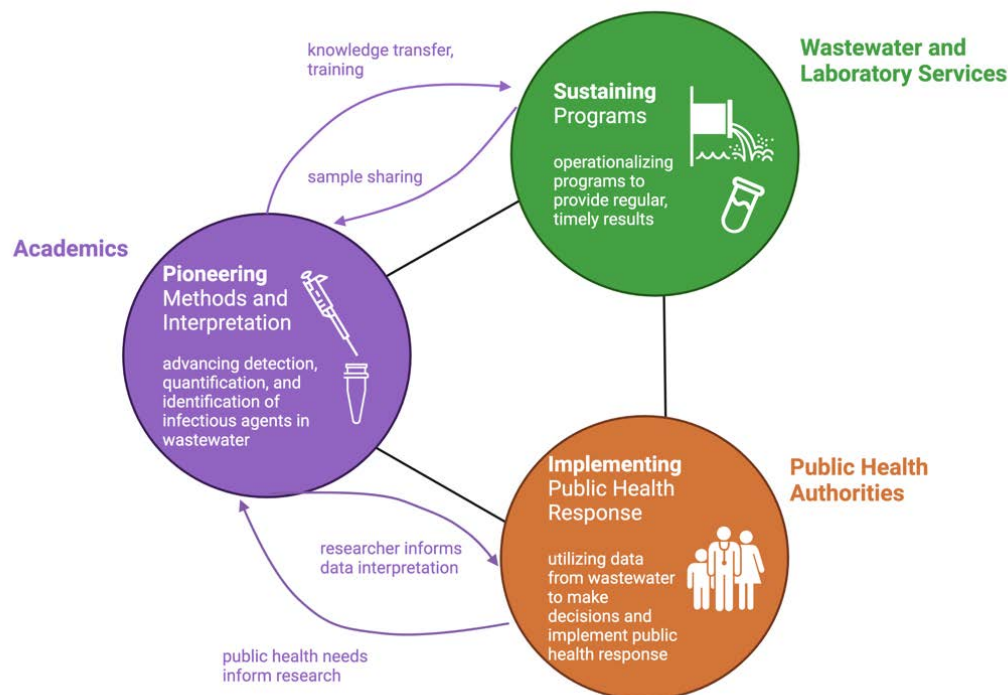 knowledge transfer,
training
Wastewater and
Laboratory Services
Sustaining
Programs
operationalizing
programs to
provide regular,
timely results
sample sharing
Academics
Pioneering
Methods and
Interpretation
advancing detection,
quantification, and
identification of
infectious agents in
wastewater
Implementing
Public Health
Response
utilizing data
from wastewater
to make
decisions and
implement public
health response
Public Health
Authorities
researcher informs
data interpretation
public health needs
inform research